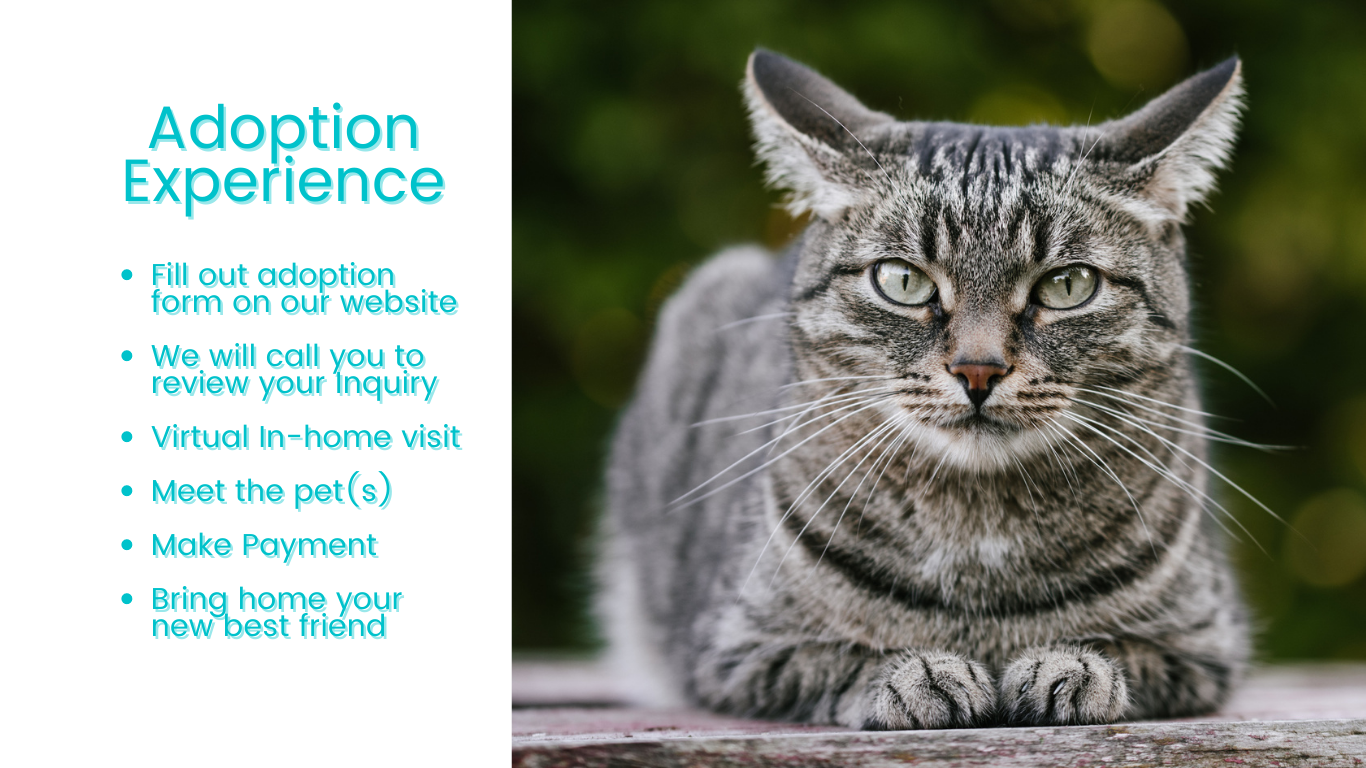 Adoption
Experience
• Fill out adoption
form on our website
• We will call you to
review your Inquiry
• Virtual In-home visit
• Meet the pet(s)
• Make Payment
• Bring home your
new best friend